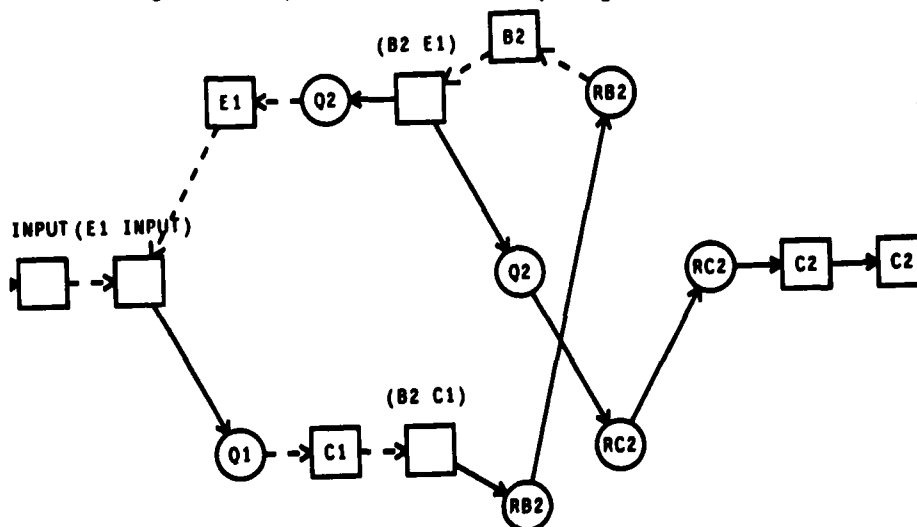 B2
(B2 E1)
E1
Q2
RB2
INPUT (E1 INPUT)
Q2
RC2
C2
C2
(B2 C1)
Q1
C1
RC2
RB2